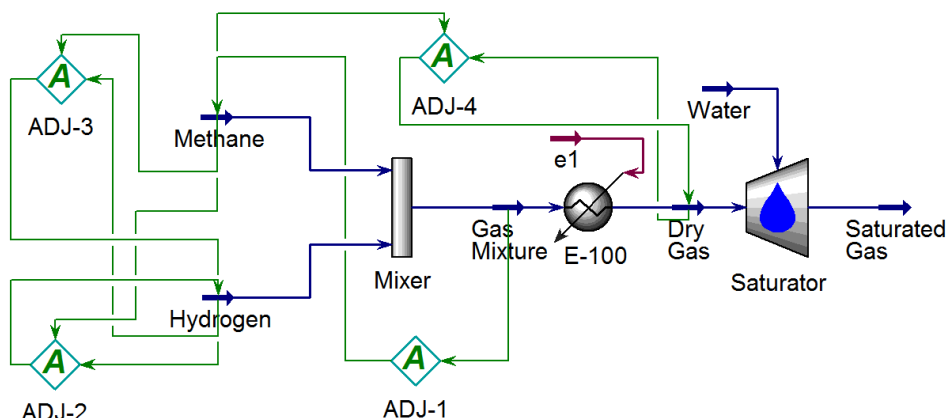 A
ADJ-3
A
ADJ-4
Methane
Water
e1
Gas
Mixture
E-100
Dry
Gas
Saturated
Gas
Mixer
Saturator
Hydrogen
A
ADJ-2
A
ADJ-1